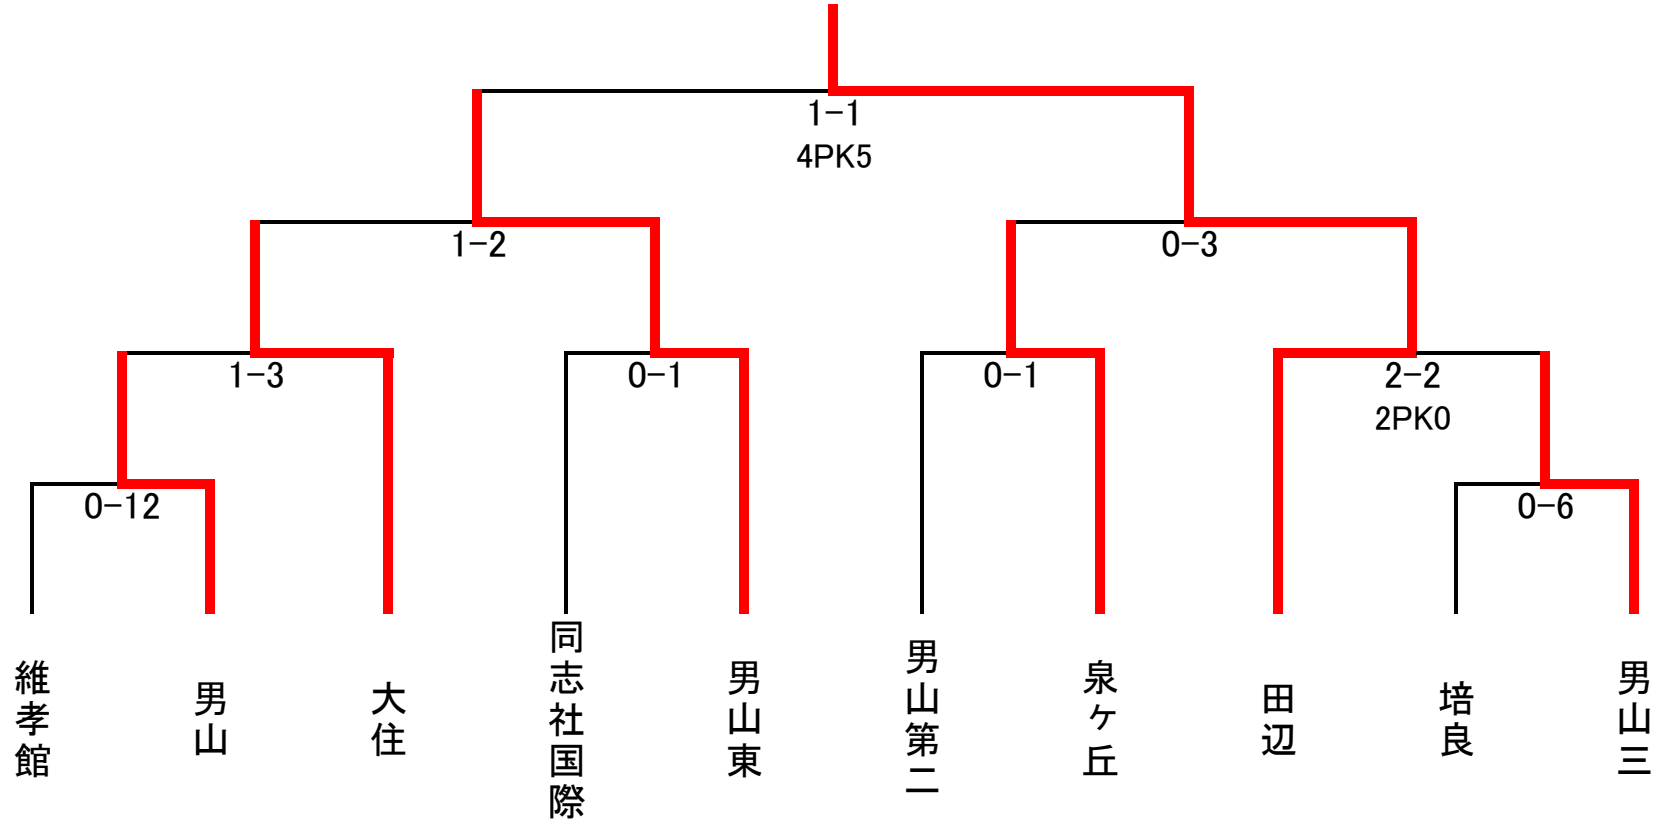 1-1
4PK5
1-2
0-3
1-3
0-1
0-1
2-2
2PK0
0-12
0-6
維孝館
男山
大住
同志社国際
男山東
男山第二
泉ヶ丘
田辺
培良
男山三